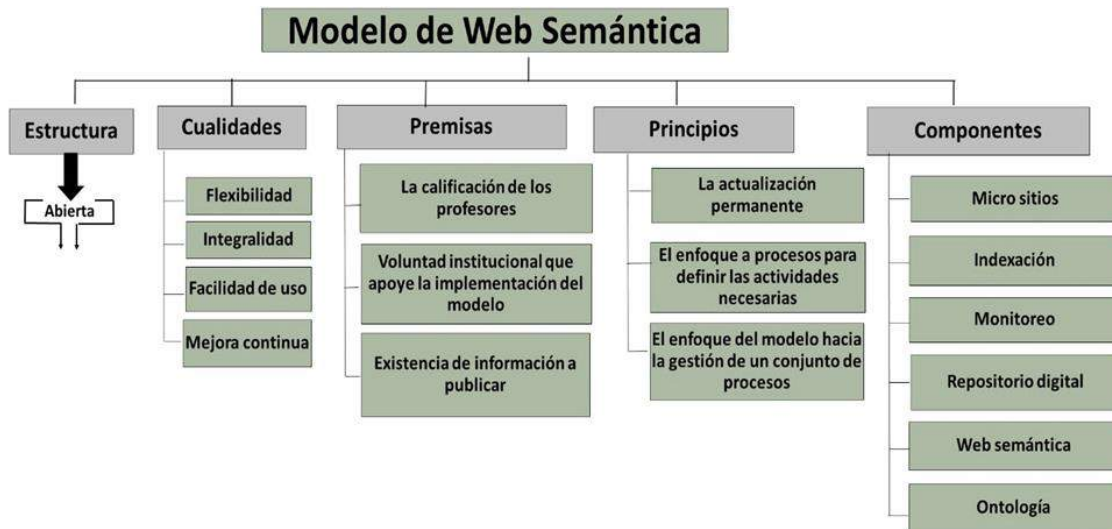 Modelo de Web Semántica
Estructura
Abierta
Cualidades
Flexibilidad
Integralidad
Facilidad de uso
Mejora continua
Premisas
La calificación de los
profesores
Voluntad institucional que
apoye la implementación del
modelo
Existencia de información a
publicar
Principios
La actualización
permanente
El enfoque a procesos para
definir las actividades
necesarias
El enfoque del modelo hacia
la gestión de un conjunto de
procesos
Componentes
Micro sitios
Indexación
Monitoreo
Repositorio digital
Web semántica
Ontología